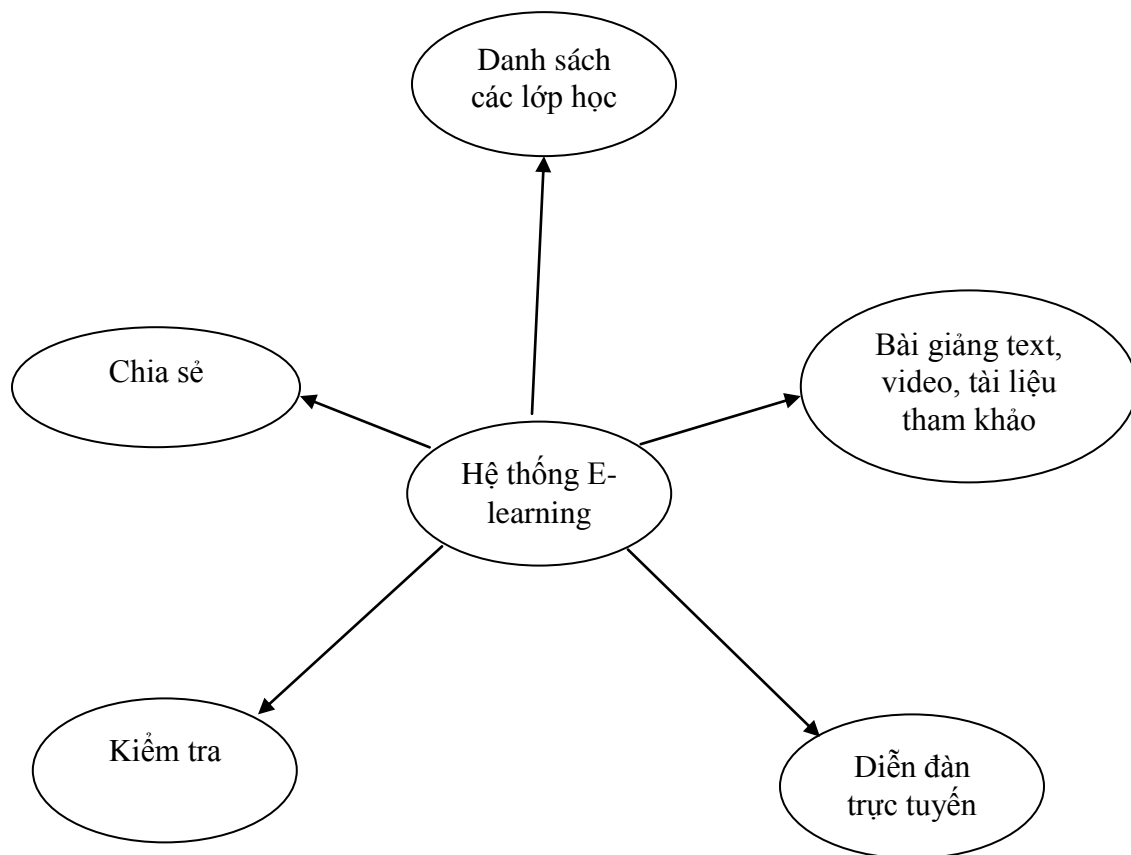 Danh sách
các lớp học
Chia sẻ
Bài giảng text,
video, tài liệu
tham khảo
Hệ thống E-
learning
Kiểm tra
Diễn đàn
trực tuyến